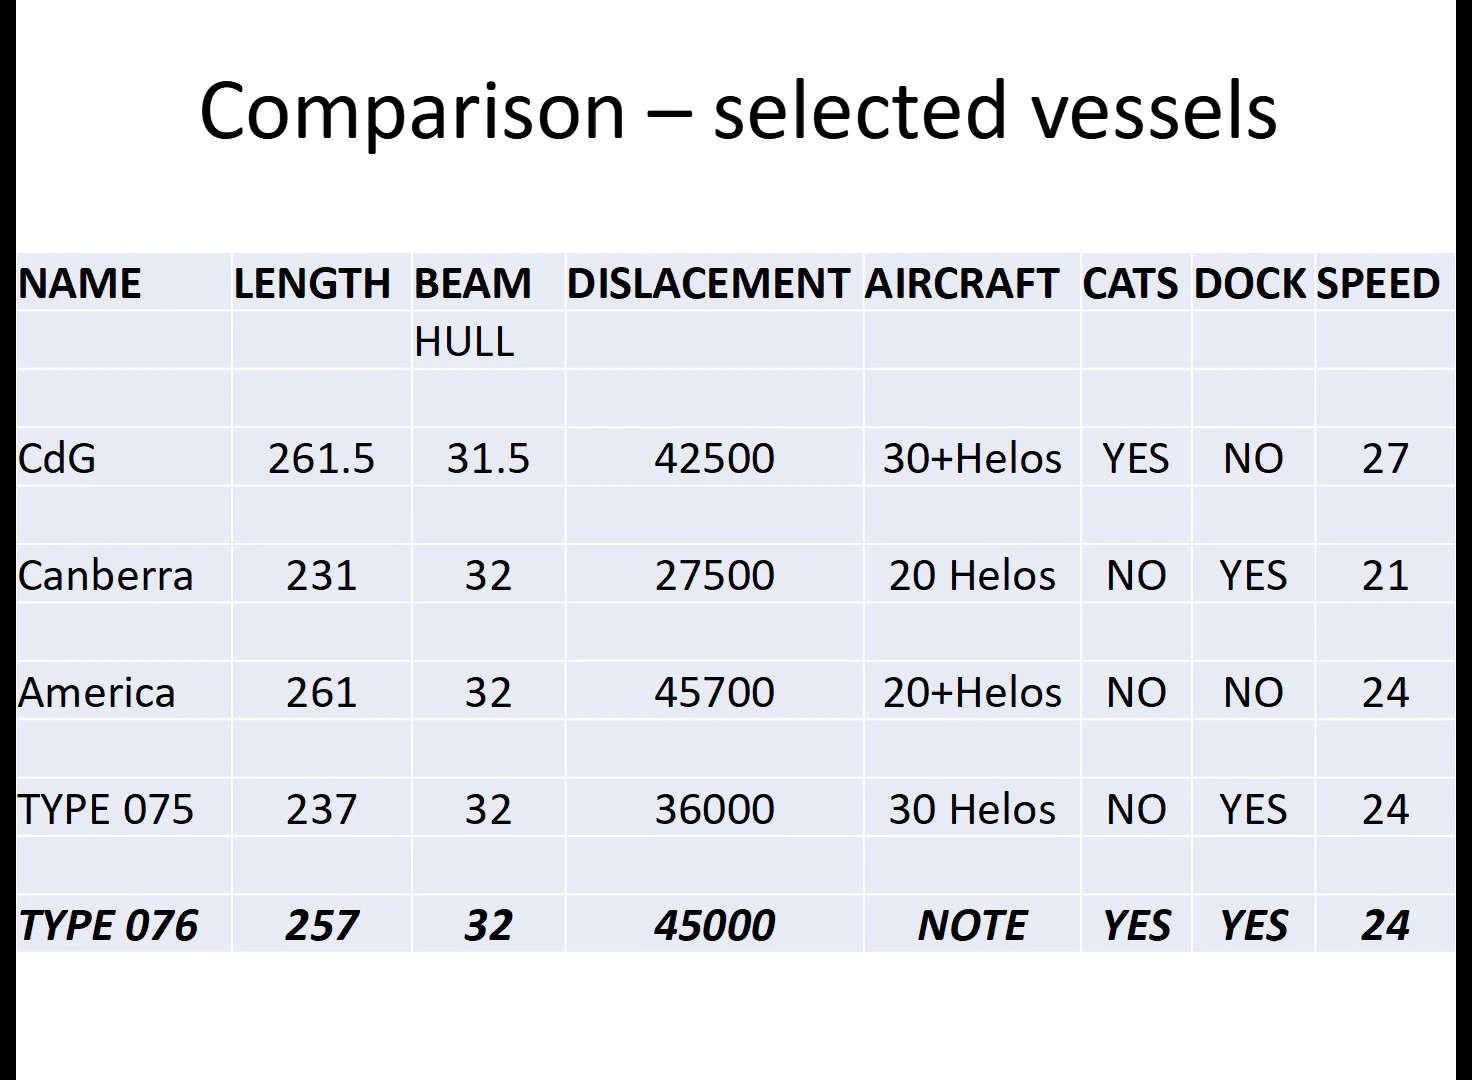 Comparison – selected vessels
NAME LENGTH BEAM DISLACEMENT AIRCRAFT CATS DOCK SPEED
HULL
CdG 261.5 31.5 42500 30+Helos YES NO 27
Canberra 231 32 27500 20 Helos NO YES 21
America 261 32 45700 20+Helos NO NO 24
TYPE 075 237 32 36000 30 Helos NO YES 24
TYPE 076 257 32 45000 NOTE YES YES 24